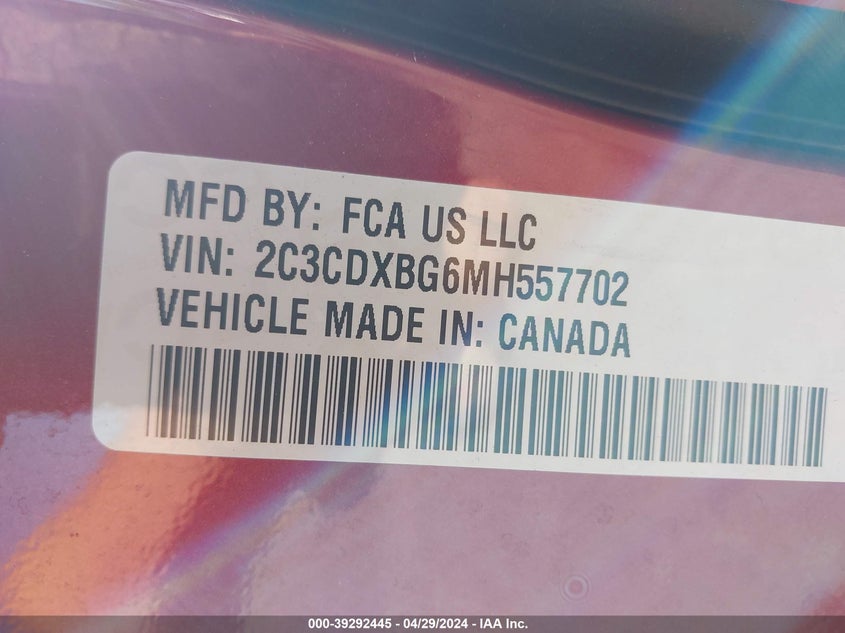 MFD BY: FCA US LLC
VIN: 2C3CDXBG6MH557702
VEHICLE MADE IN: CANADA
000-39292445 - 04/29/2024 - IAA Inc.